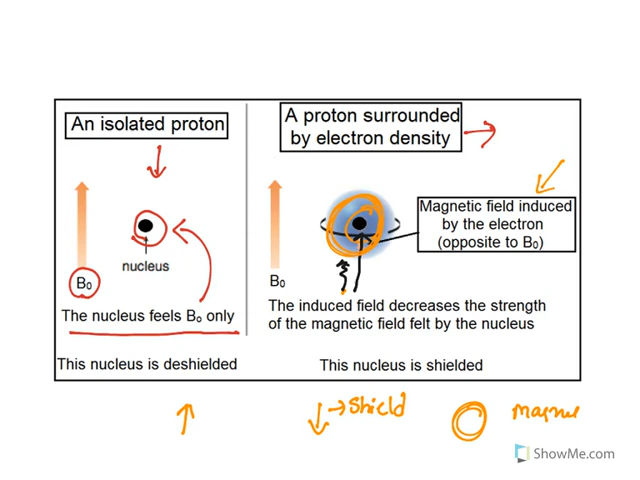 An isolated proton
A proton surrounded
by electron density
Magnetic field induced
by the electron
(opposite to B₀)
nucleus
B₀
B₀
The nucleus feels B₀ only
The induced field decreases the strength
of the magnetic field felt by the nucleus
This nucleus is deshielded
This nucleus is shielded
→ Shield
Magne
ShowMe.com